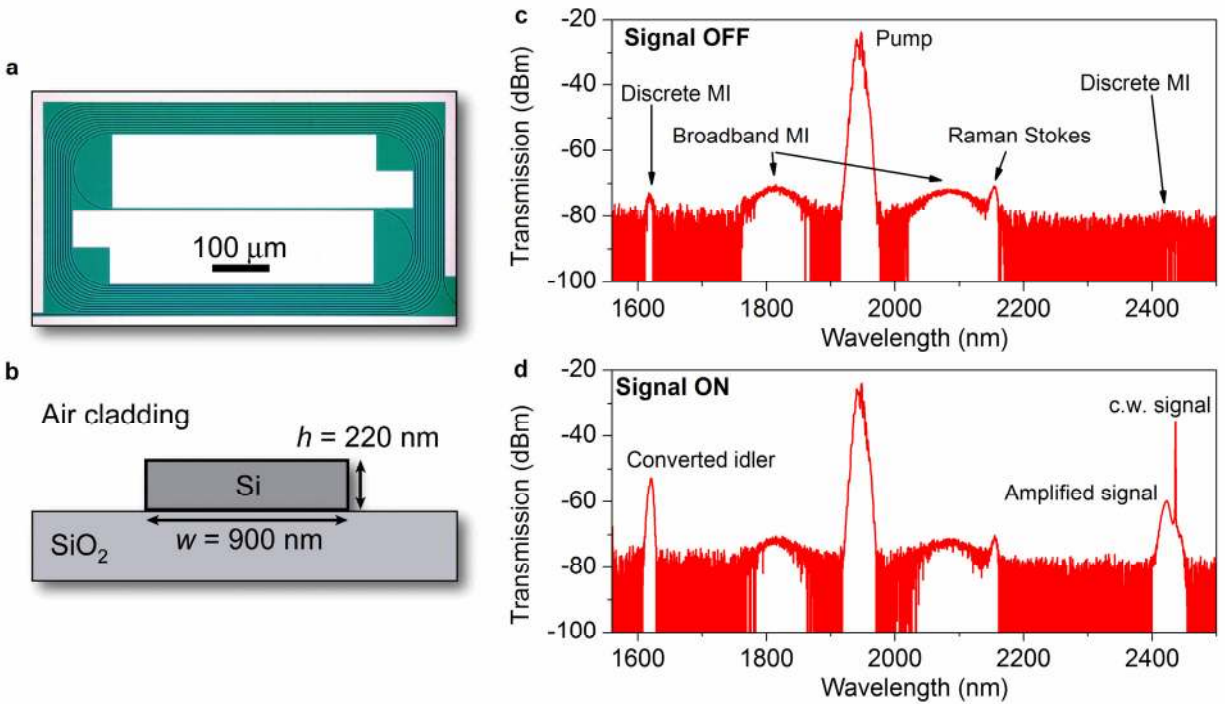 a
100 μm
b
Air cladding
h = 220 nm
Si
w = 900 nm
SiO2
c
Signal OFF
Pump
Discrete MI
Discrete MI
Broadband MI
Raman Stokes
Transmission (dBm)
-20
-40
-60
-80
-100
1600 1800 2000 2200 2400
Wavelength (nm)
d
Signal ON
c.w. signal
Converted idler
Amplified signal
Transmission (dBm)
-20
-40
-60
-80
-100
1600 1800 2000 2200 2400
Wavelength (nm)